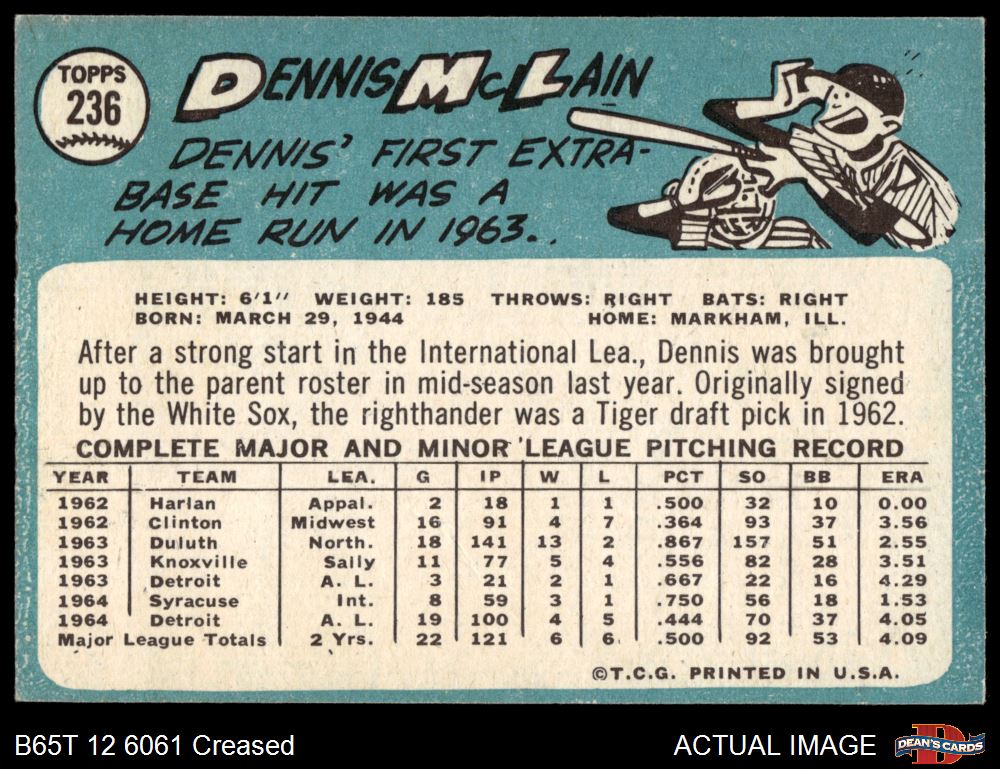 TOPPS
236
DENNIS McLAIN
DENNIS' FIRST EXTRA-
BASE HIT WAS A
HOME RUN IN 1963..
HEIGHT: 6'1" WEIGHT: 185 THROWS: RIGHT BATS: RIGHT
BORN: MARCH 29, 1944 HOME: MARKHAM, ILL.
After a strong start in the International Lea., Dennis was brought
up to the parent roster in mid-season last year. Originally signed
by the White Sox, the righthander was a Tiger draft pick in 1962.
COMPLETE MAJOR AND MINOR LEAGUE PITCHING RECORD
YEAR TEAM LEA. G IP W L PCT SO BB ERA
1962 Harlan Appal. 2 18 1 1 .500 32 10 0.00
1962 Clinton Midwest 16 91 4 7 .364 93 37 3.56
1963 Duluth North. 18 141 13 2 .867 157 51 2.55
1963 Knoxville Sally 11 77 5 4 .556 82 28 3.51
1963 Detroit A. L. 3 21 2 1 .667 22 16 4.29
1964 Syracuse Int. 8 59 3 1 .750 56 18 1.53
1964 Detroit A. L. 19 100 4 5 .444 70 37 4.05
Major League Totals 2 Yrs. 22 121 6 6 .500 92 53 4.09
©T.C.G. PRINTED IN U.S.A.
B65T 12 6061 Creased ACTUAL IMAGE DEAN'S CARDS